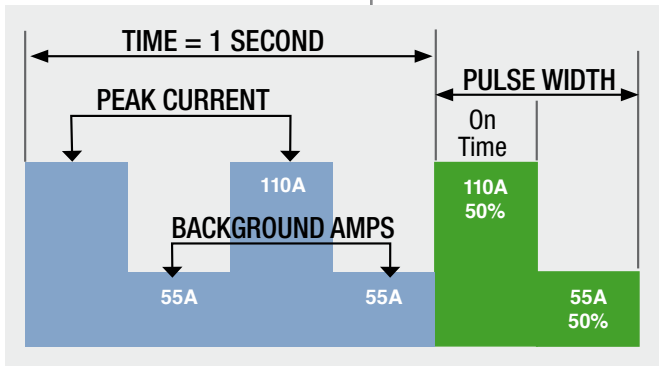 TIME = 1 SECOND
PULSE WIDTH
PEAK CURRENT
On
Time
110A
110A
50%
BACKGROUND AMPS
55A
55A
55A
50%